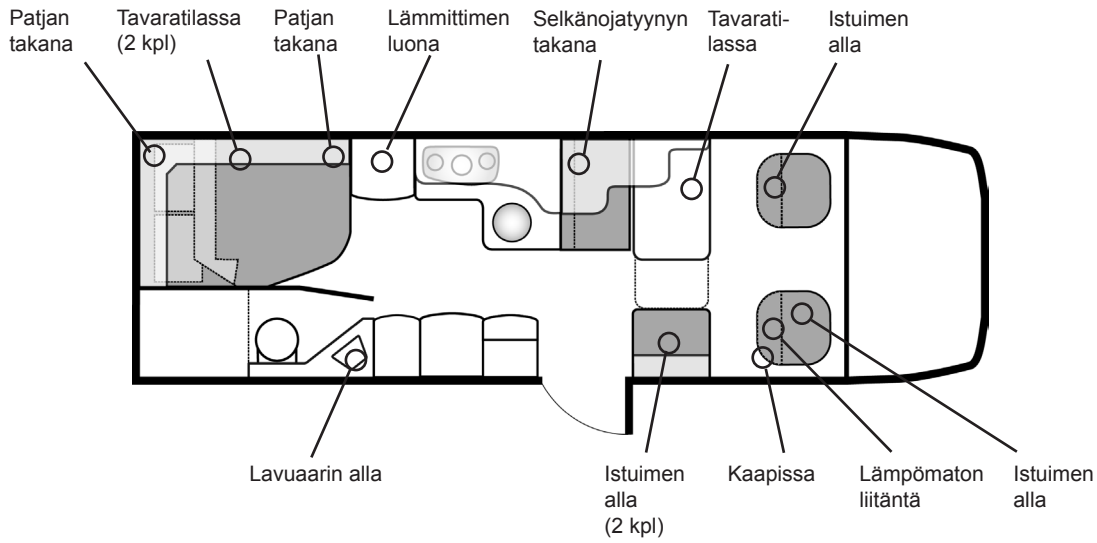 Patjan
takana
Tavaratilassa
(2 kpl)
Patjan
takana
Lämmittimen
luona
Selkänojatyynyn
takana
Tavarati-
lassa
Istuimen
alla
Lavuaarin alla
Istuimen
alla
(2 kpl)
Kaapissa
Lämpömaton
liitäntä
Istuimen
alla